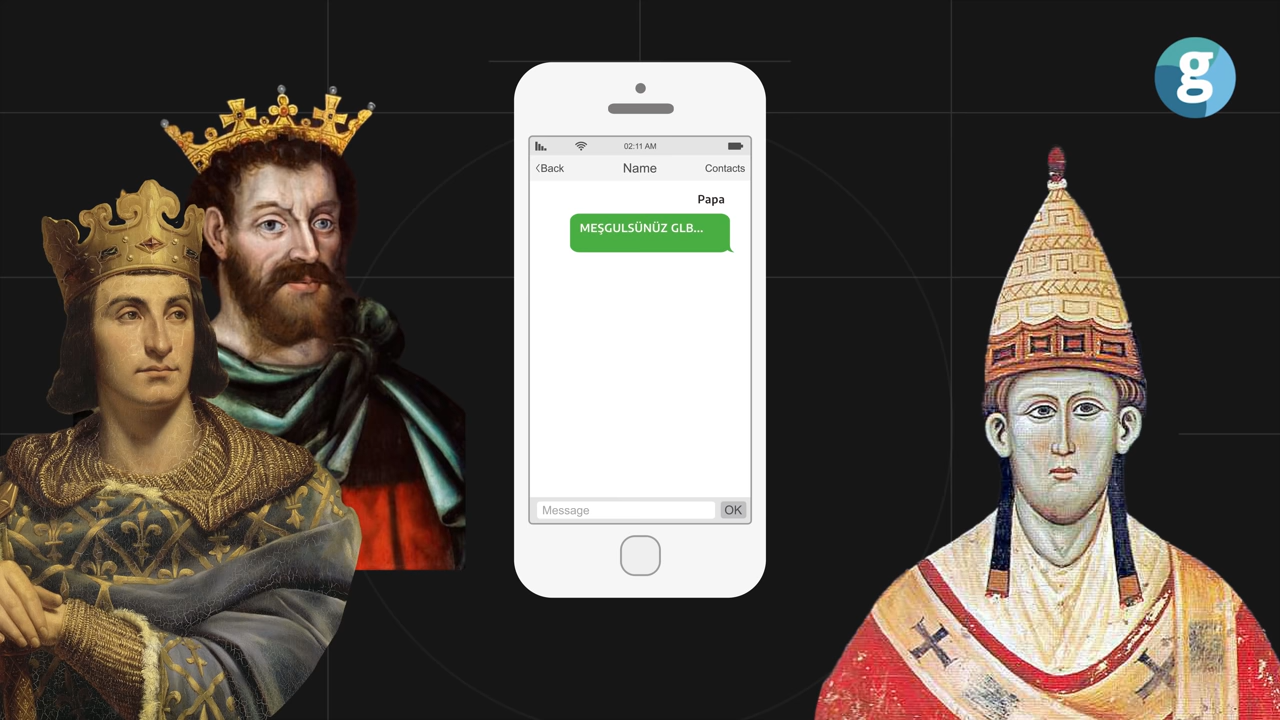 g
02:11 AM
Back Name Contacts
Papa
MEŞGULSÜNÜZ GLB...
Message OK